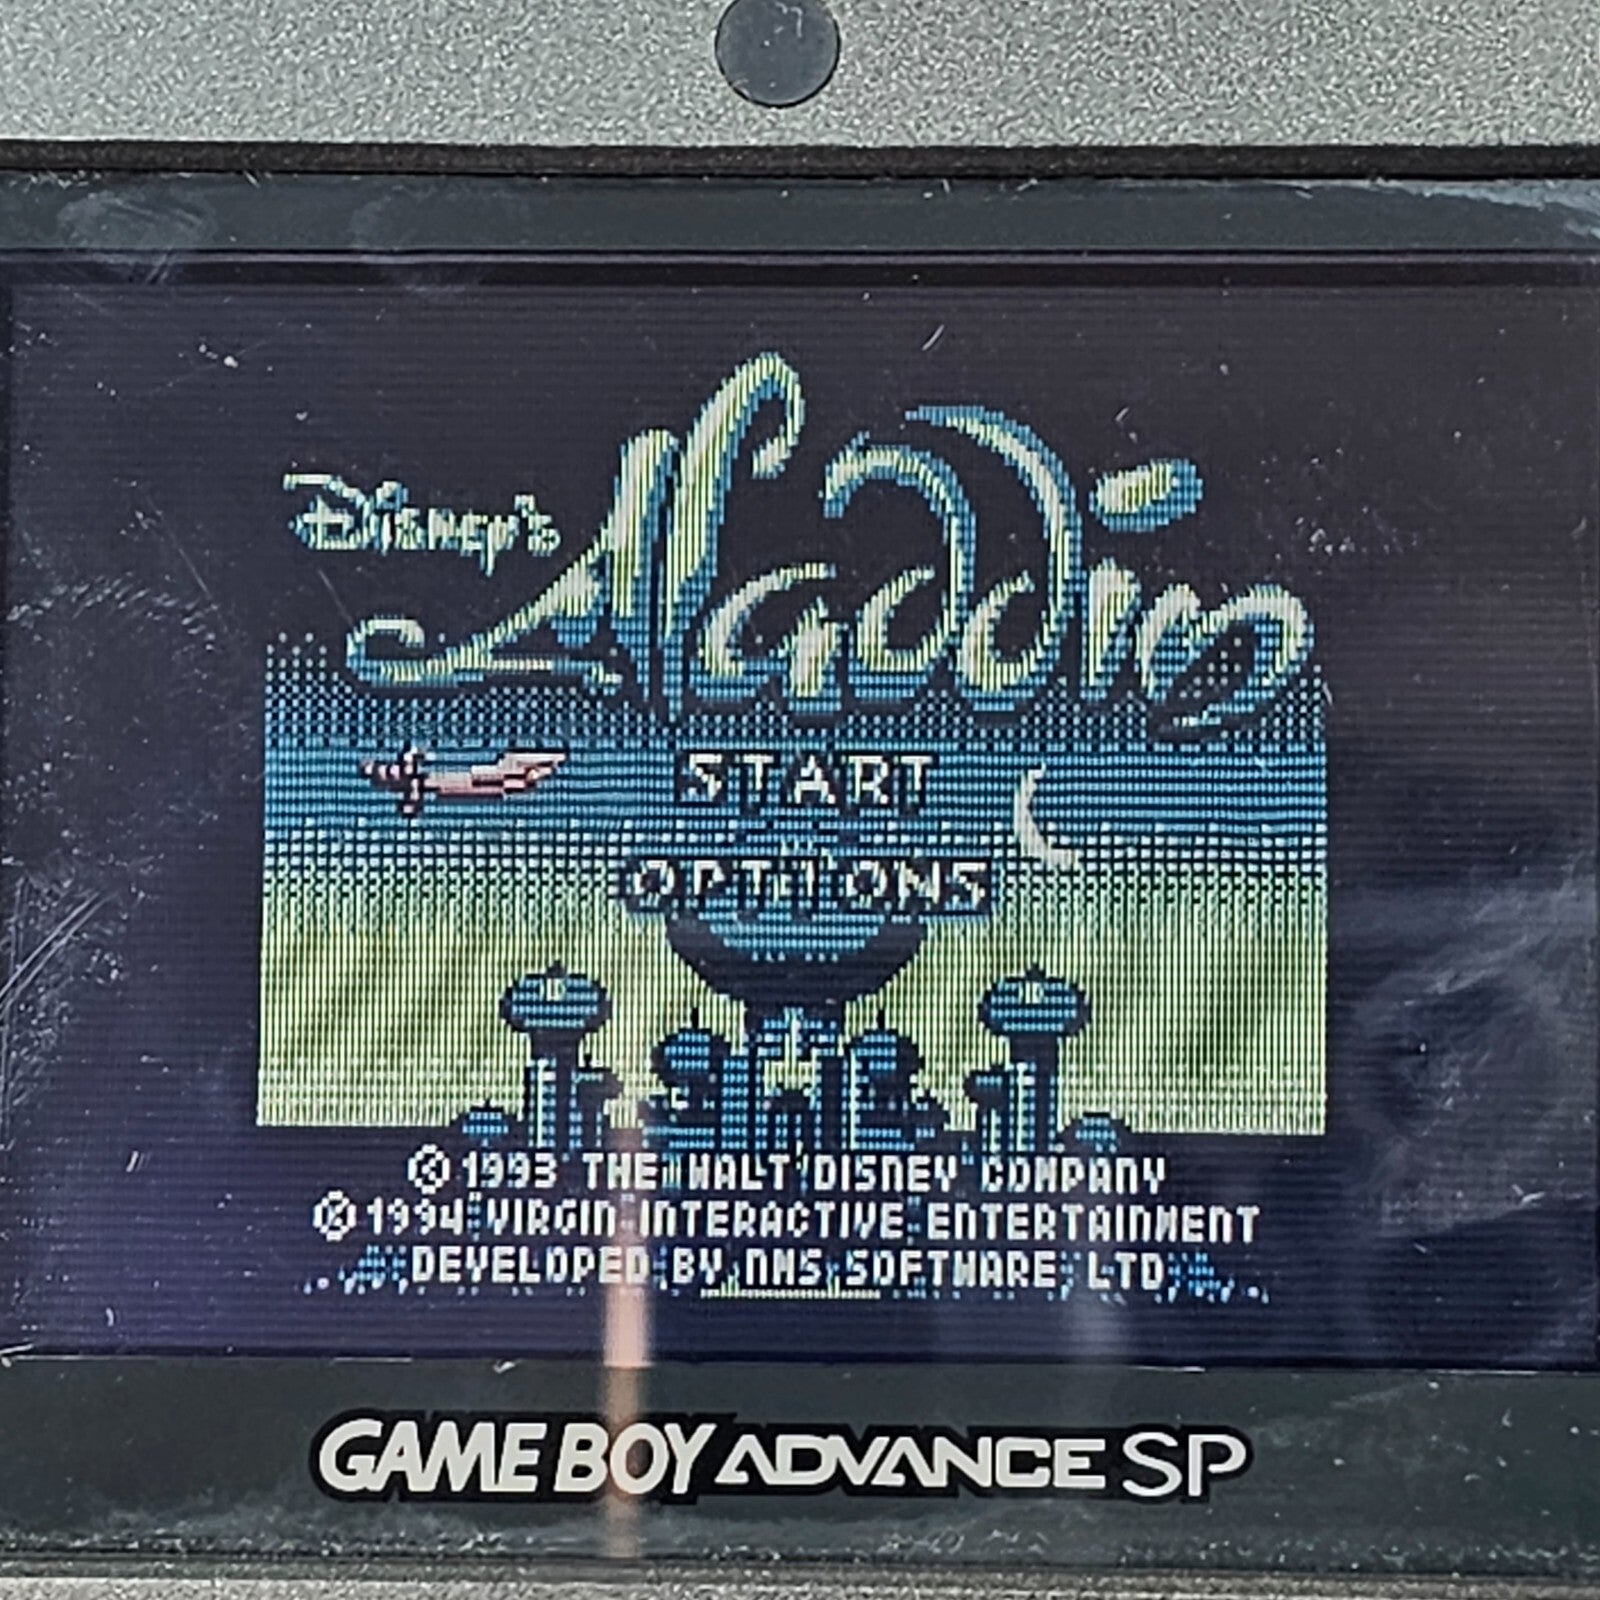 Disney's
Aladdin
START
OPTIONS
© 1993 THE WALT DISNEY COMPANY
© 1994 VIRGIN INTERACTIVE ENTERTAINMENT
DEVELOPED BY NMS SOFTWARE LTD
GAME BOY ADVANCE SP